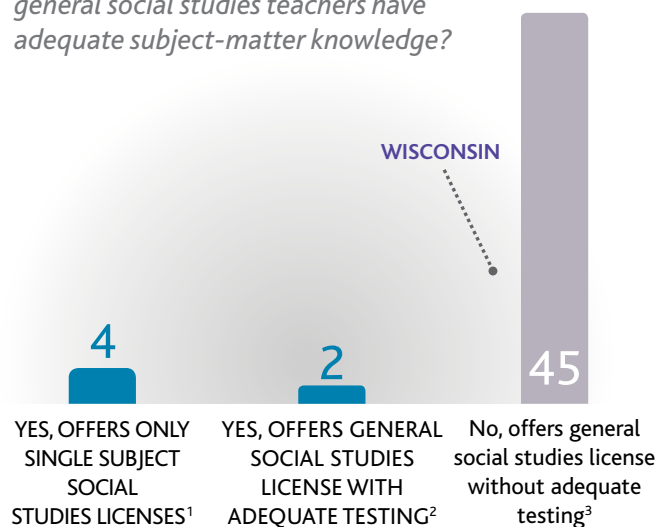 general social studies teachers have
adequate subject-matter knowledge?
WISCONSIN
4
2
45
YES, OFFERS ONLY
SINGLE SUBJECT
SOCIAL
STUDIES LICENSES¹
YES, OFFERS GENERAL
SOCIAL STUDIES
LICENSE WITH
ADEQUATE TESTING²
No, offers general
social studies license
without adequate
testing³